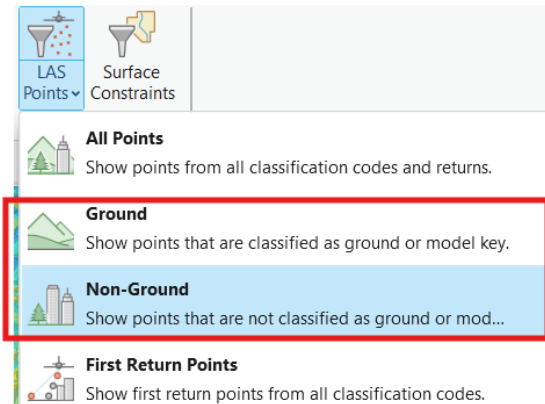 LAS
Points
Surface
Constraints
All Points
Show points from all classification codes and returns.
Ground
Show points that are classified as ground or model key.
Non-Ground
Show points that are not classified as ground or mod...
First Return Points
Show first return points from all classification codes.